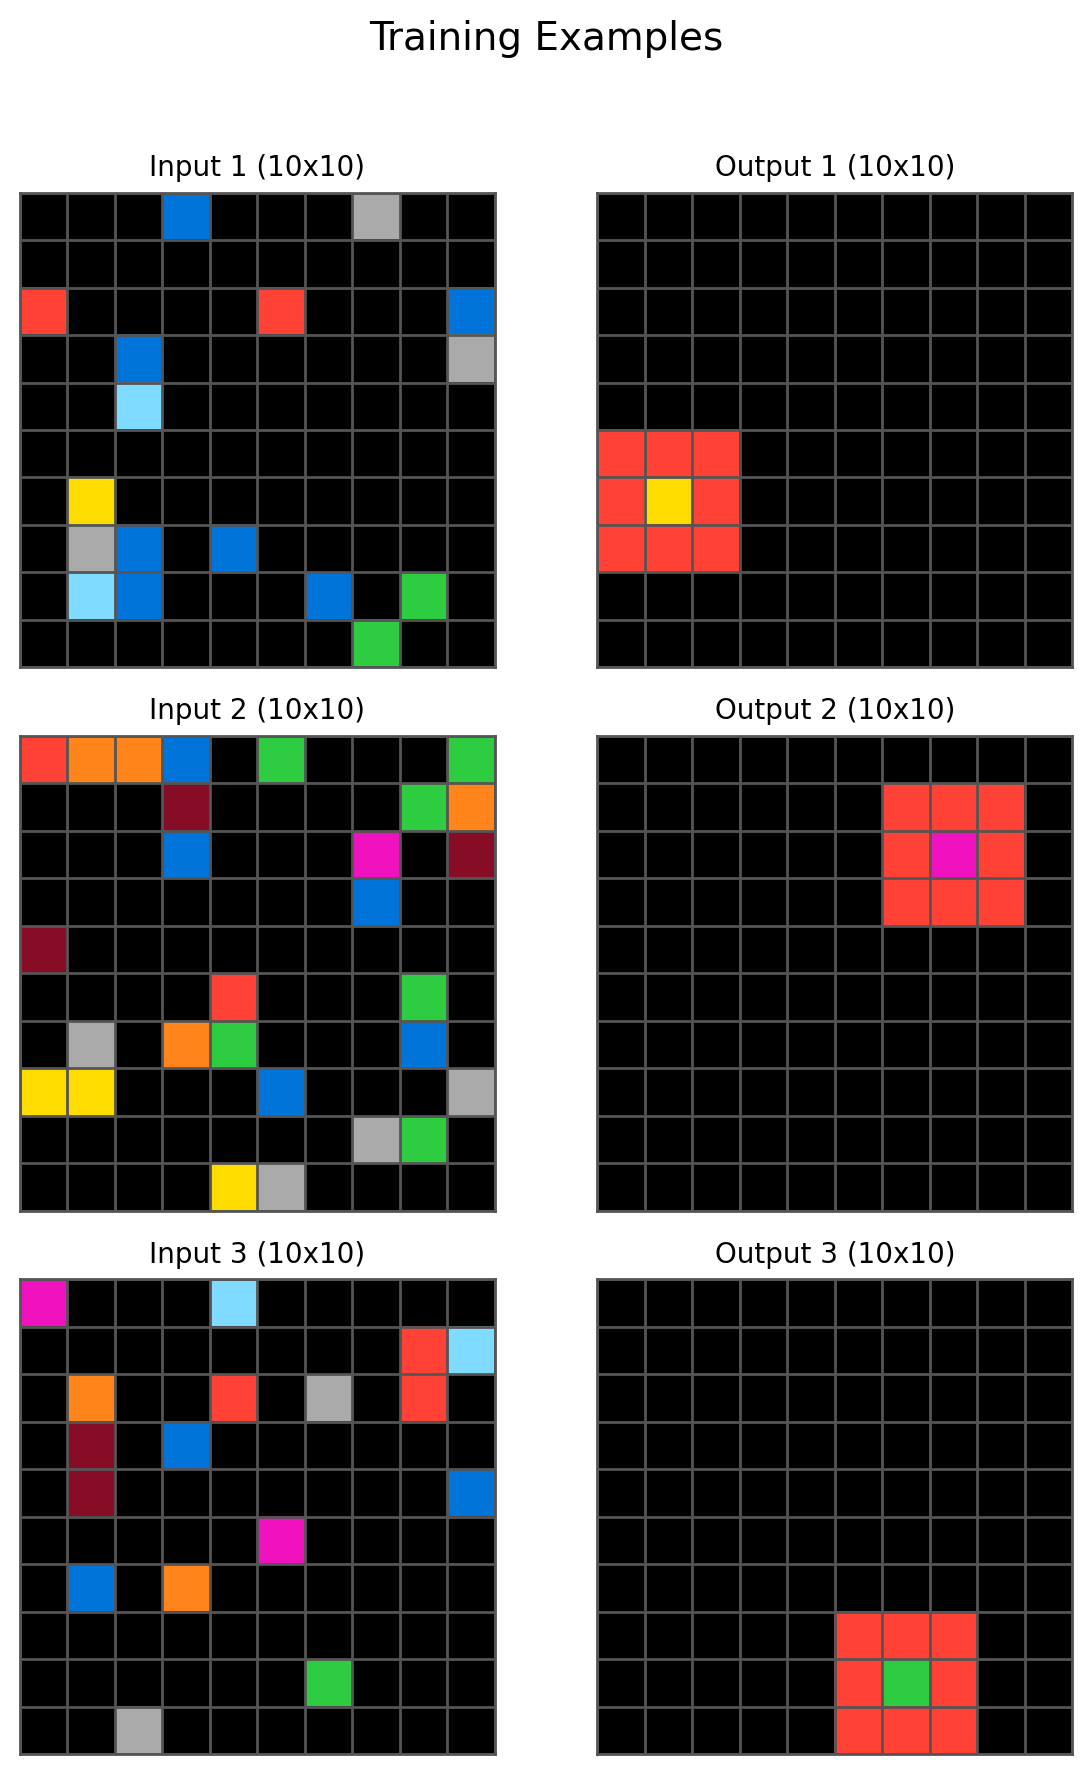 Training Examples
Input 1 (10x10)
Output 1 (10x10)
Input 2 (10x10)
Output 2 (10x10)
Input 3 (10x10)
Output 3 (10x10)